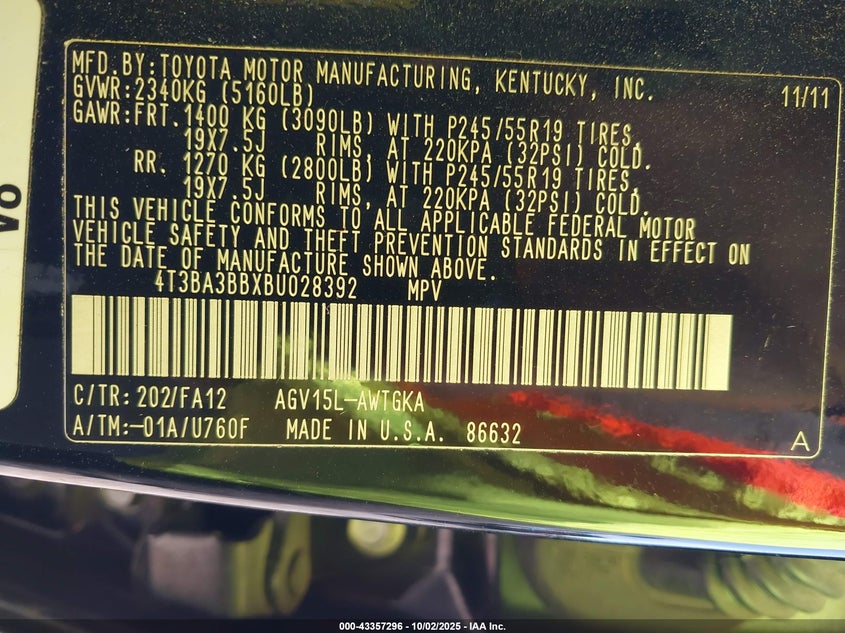 MFD.BY:TOYOTA MOTOR MANUFACTURING, KENTUCKY, INC. 11/11
GVWR:2340KG (5160LB)
GAWR:FRT.1400 KG (3090LB) WITH P245/55R19 TIRES,
19X7.5J RIMS, AT 220KPA (32PSI) COLD.
RR. 1270 KG (2800LB) WITH P245/55R19 TIRES,
19X7.5J RIMS, AT 220KPA (32PSI) COLD.
THIS VEHICLE CONFORMS TO ALL APPLICABLE FEDERAL MOTOR
VEHICLE SAFETY AND THEFT PREVENTION STANDARDS IN EFFECT ON
THE DATE OF MANUFACTURE SHOWN ABOVE.
4T3BA3BBXBU028392 MPV
C/TR:202/FA12 AGV15L-AWTGKA
A/TM:-01A/U760F MADE IN U.S.A. 86632
A
000-43357296 - 10/02/2025 - IAA Inc.